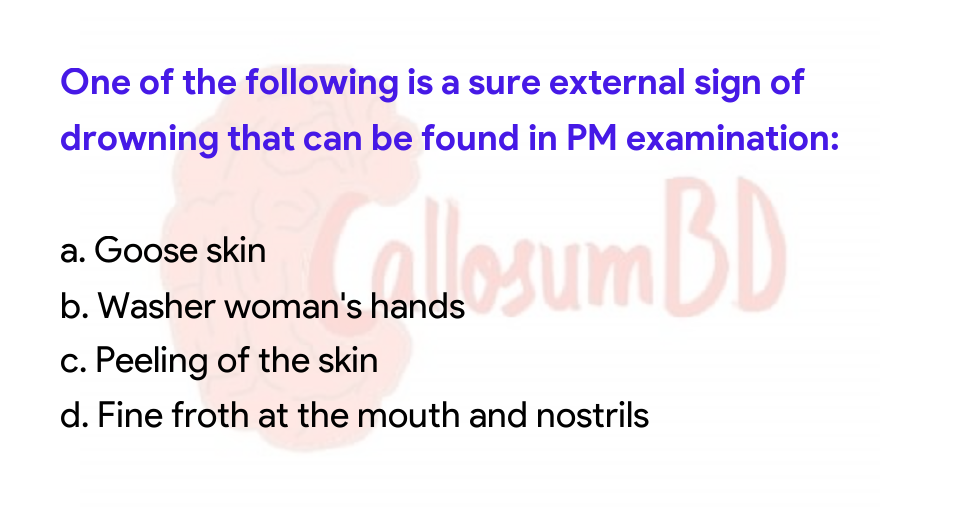 One of the following is a sure external sign of
drowning that can be found in PM examination:
CallosumBD
a. Goose skin
b. Washer woman's hands
c. Peeling of the skin
d. Fine froth at the mouth and nostrils